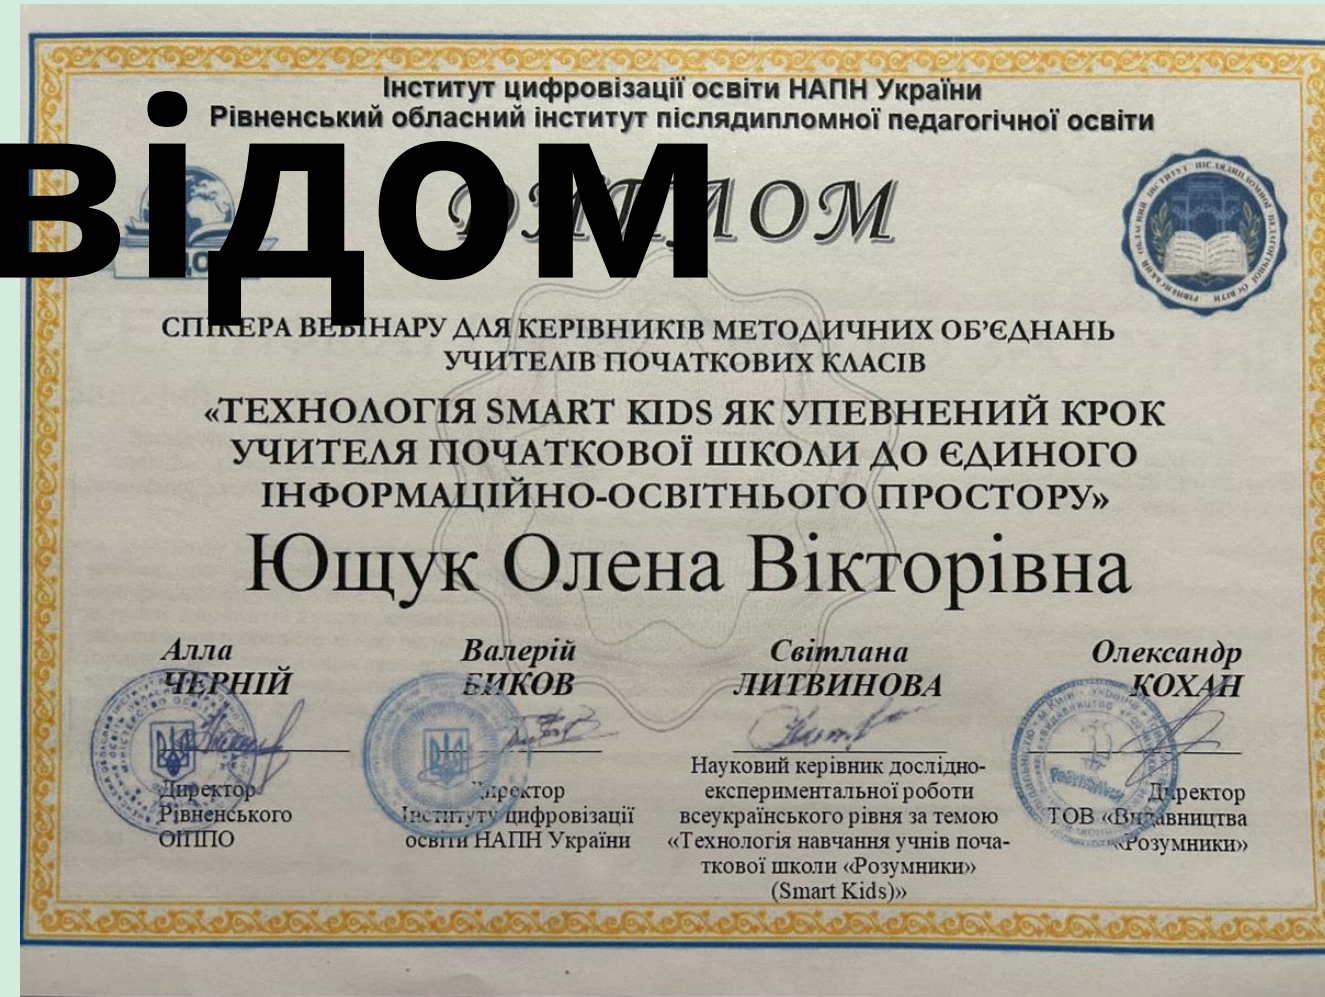 Інститут цифровізації освіти НАПН України
Рівненський обласний інститут післядипломної педагогічної освіти
відом
ДИПЛОМ
СПІКЕРА ВЕБІНАРУ ДЛЯ КЕРІВНИКІВ МЕТОДИЧНИХ ОБ’ЄДНАНЬ
УЧИТЕЛІВ ПОЧАТКОВИХ КЛАСІВ
«ТЕХНОЛОГІЯ SMART KIDS ЯК УПЕВНЕНИЙ КРОК
УЧИТЕЛЯ ПОЧАТКОВОЇ ШКОЛИ ДО ЄДИНОГО
ІНФОРМАЦІЙНО-ОСВІТНЬОГО ПРОСТОРУ»
Ющук Олена Вікторівна
Алла
ЧЕРНІЙ
Директор
Рівненського
ОІППО
Валерій
БИКОВ
Директор
Інституту цифровізації
освіти НАПН України
Світлана
ЛИТВИНОВА
Науковий керівник дослідно-
експериментальної роботи
всеукраїнського рівня за темою
«Технологія навчання учнів поча-
ткової школи «Розумники»
(Smart Kids)»
Олександр
КОХАН
Директор
ТОВ «Видавництва
«Розумники»